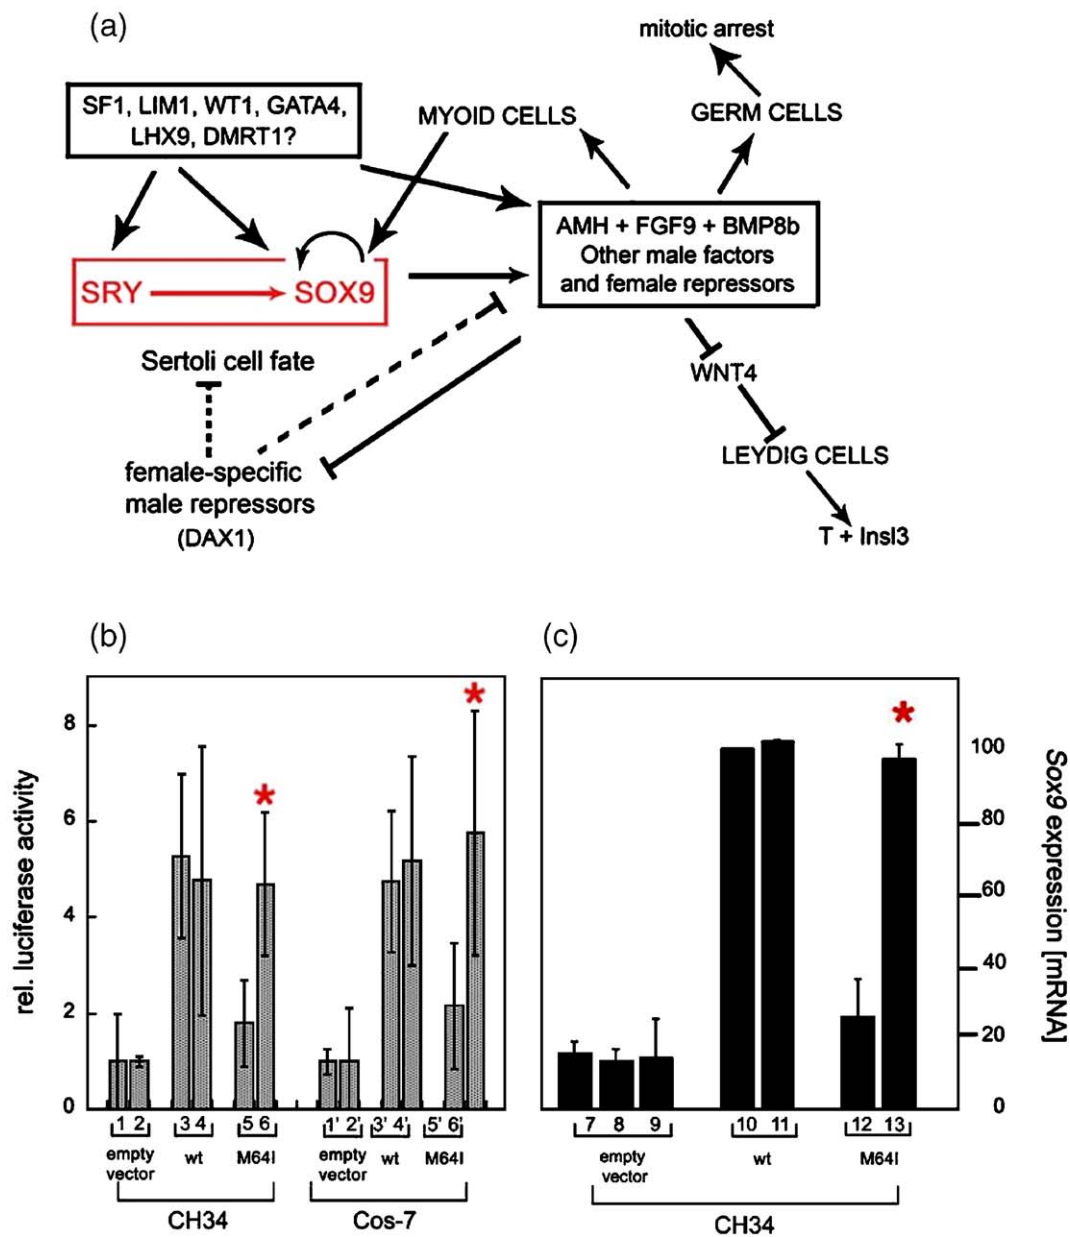 (a)
mitotic arrest
SF1, LIM1, WT1, GATA4,
LHX9, DMRT1?
MYOID CELLS
GERM CELLS
AMH + FGF9 + BMP8b
Other male factors
and female repressors
SRY
SOX9
Sertoli cell fate
WNT4
LEYDIG CELLS
female-specific
male repressors
(DAX1)
T + Insl3
(b)
rel. luciferase activity
8
6
4
2
0
*
*
1 2
3 4
5 6
1' 2'
3' 4'
5' 6'
empty
vector
wt
M64I
empty
vector
wt
M64I
CH34
Cos-7
(c)
*
100
80
60
40
20
0
Sox9 expression [mRNA]
7 8 9
10 11
12 13
empty
vector
wt
M64I
CH34